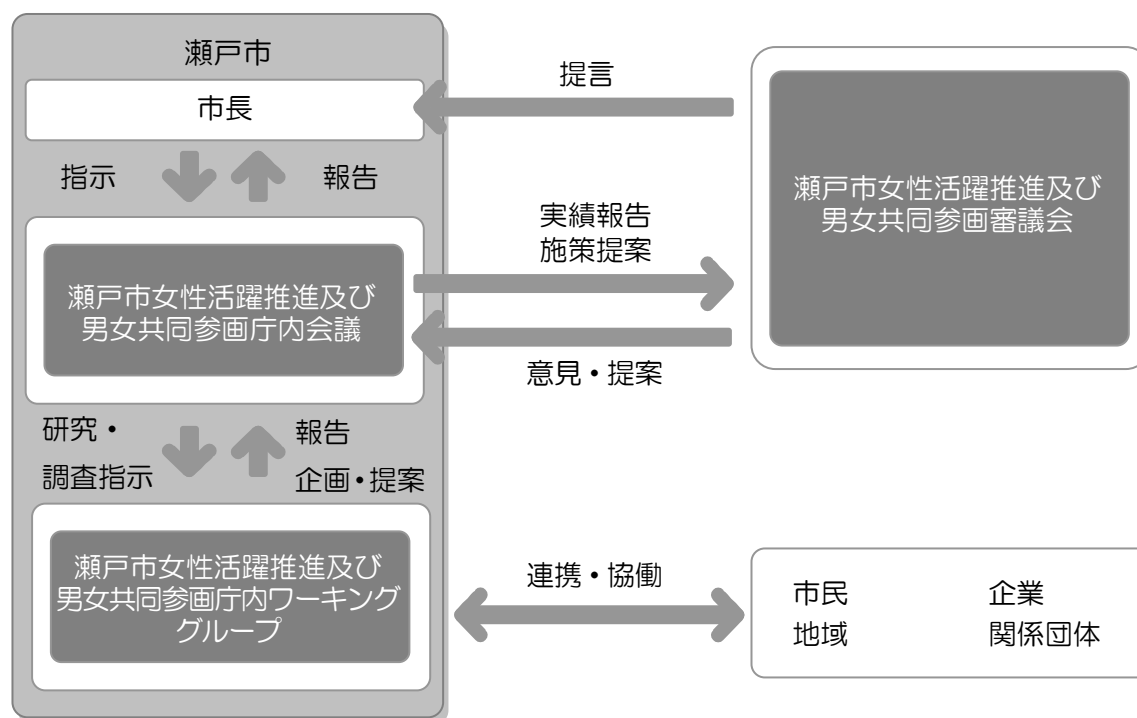 瀬戸市
市長
提言
指示
報告
瀬戸市女性活躍推進及び
男女共同参画審議会
実績報告
施策提案
瀬戸市女性活躍推進及び
男女共同参画庁内会議
意見・提案
研究・
調査指示
報告
企画・提案
瀬戸市女性活躍推進及び
男女共同参画庁内ワーキング
グループ
連携・協働
市民
企業
地域
関係団体